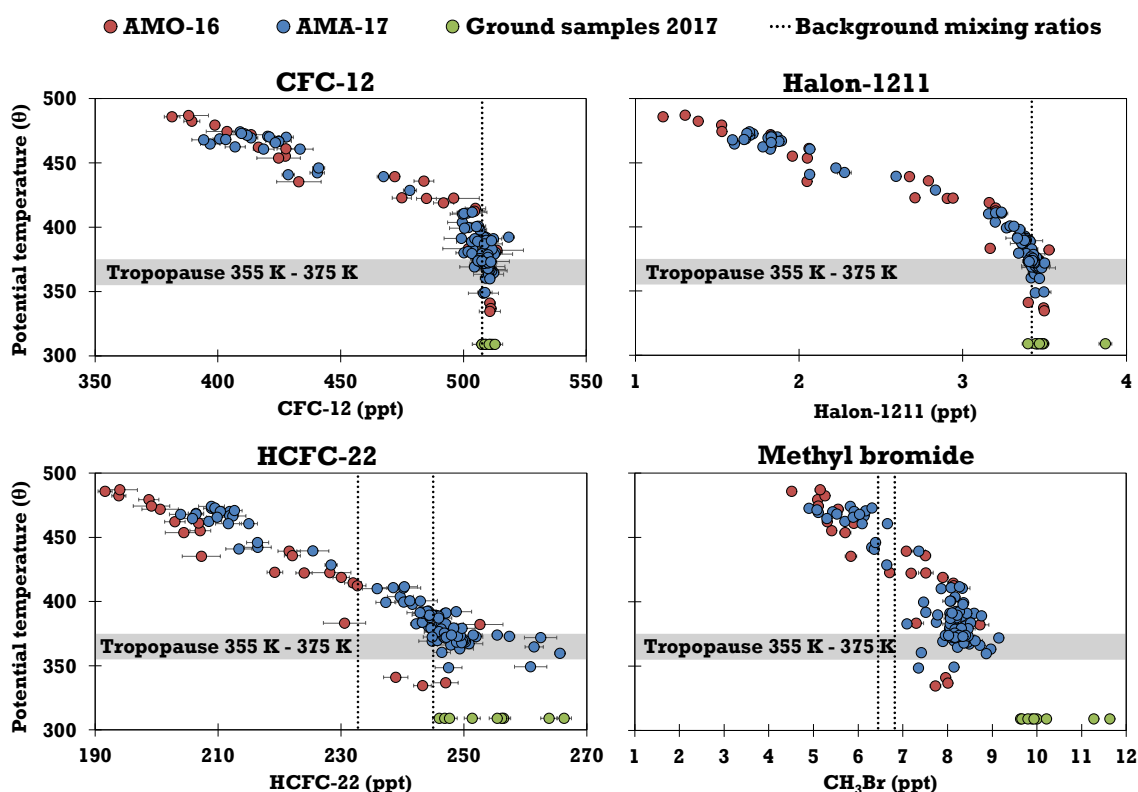 AMO-16 AMA-17 Ground samples 2017 Background mixing ratios
CFC-12
Potential temperature (θ)
500
450
400
350
300
Tropopause 355 K - 375 K
350 400 500 550
CFC-12 (ppt)
Halon-1211
Tropopause 355 K - 375 K
1 2 3 4
Halon-1211 (ppt)
HCFC-22
Potential temperature (θ)
500
450
400
350
300
Tropopause 355 K - 375 K
190 210 230 250 270
HCFC-22 (ppt)
Methyl bromide
Tropopause 355 K - 375 K
1 2 3 4 5 6 7 8 9 10 11 12
CH₃Br (ppt)